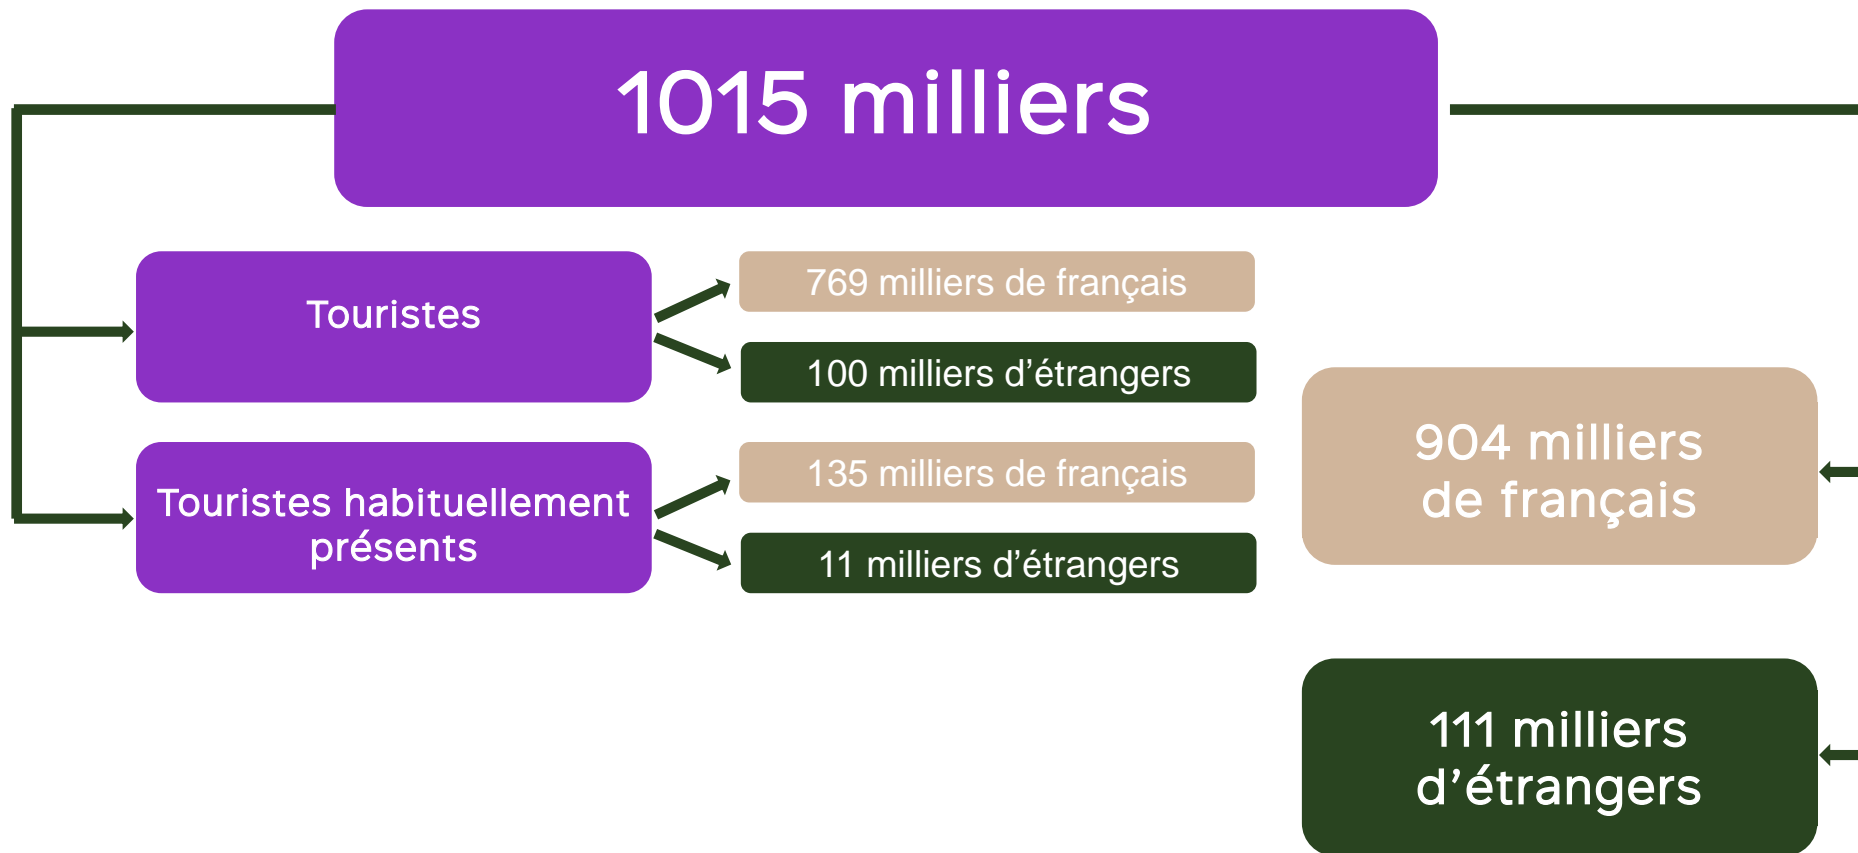 1015 milliers
Touristes
769 milliers de français
100 milliers d’étrangers
Touristes habituellement
présents
135 milliers de français
11 milliers d’étrangers
904 milliers
de français
111 milliers
d’étrangers